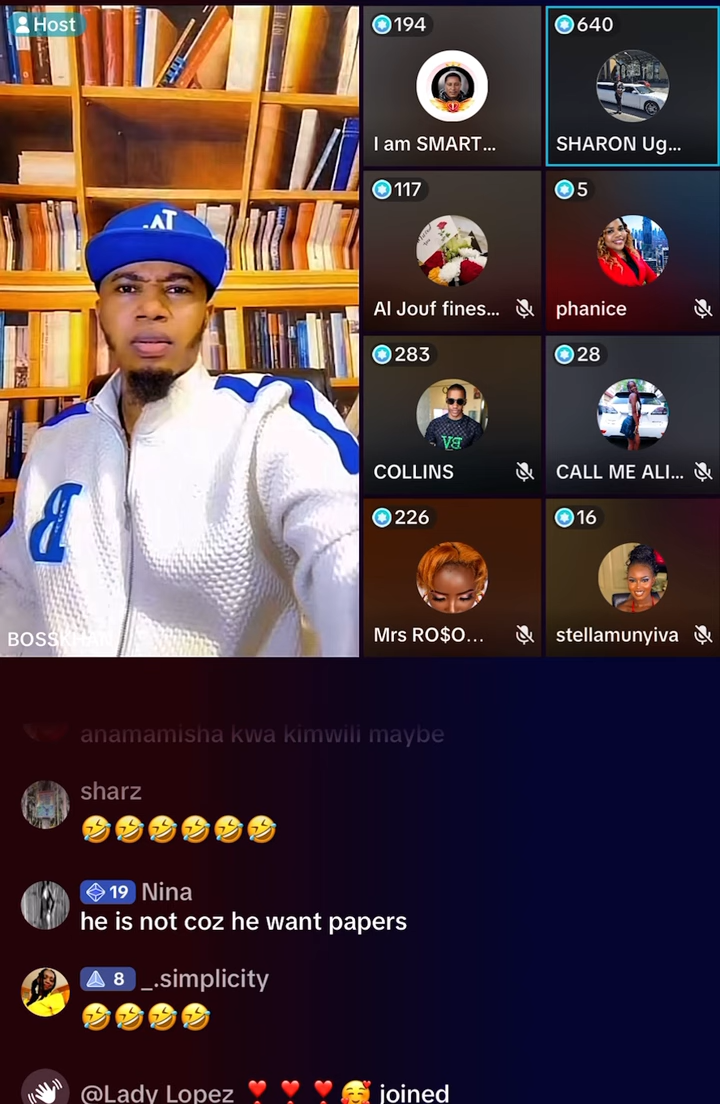 Host
194
I am SMART...
640
SHARON Ug...
117
Al Jouf fines...
5
phanice
283
COLLINS
28
CALL ME ALI...
226
Mrs RO$O...
16
stellamunyiva
.AT
B
BOSSKHAN
anamamisha kwa kimwili maybe
sharz
🤣🤣🤣🤣🤣🤣
19 Nina
he is not coz he want papers
8 _.simplicity
🤣🤣🤣🤣
@Lady Lopez ❣️❣️❣️🥰 joined